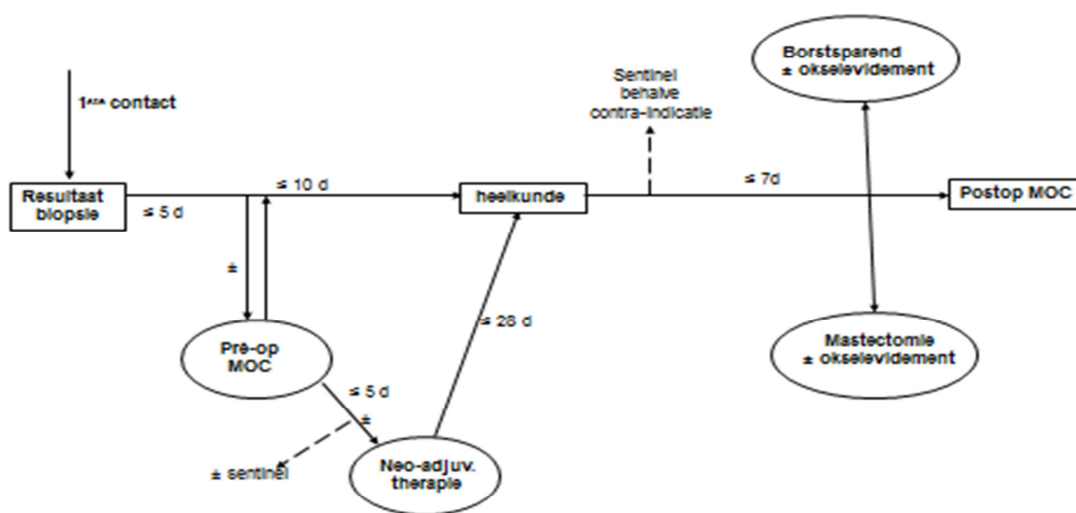 1ste contact
Resultaat
biopsie
≤ 5 d
≤ 10 d
±
Pré-op
MOC
≤ 5 d
±
± sentinel
Neo-adjuv.
therapie
≤ 28 d
heelkunde
Sentinel
behalve
contra-indicatie
≤ 7d
Borstsparend
± okselevidement
Mastectomie
± okselevidement
Postop MOC